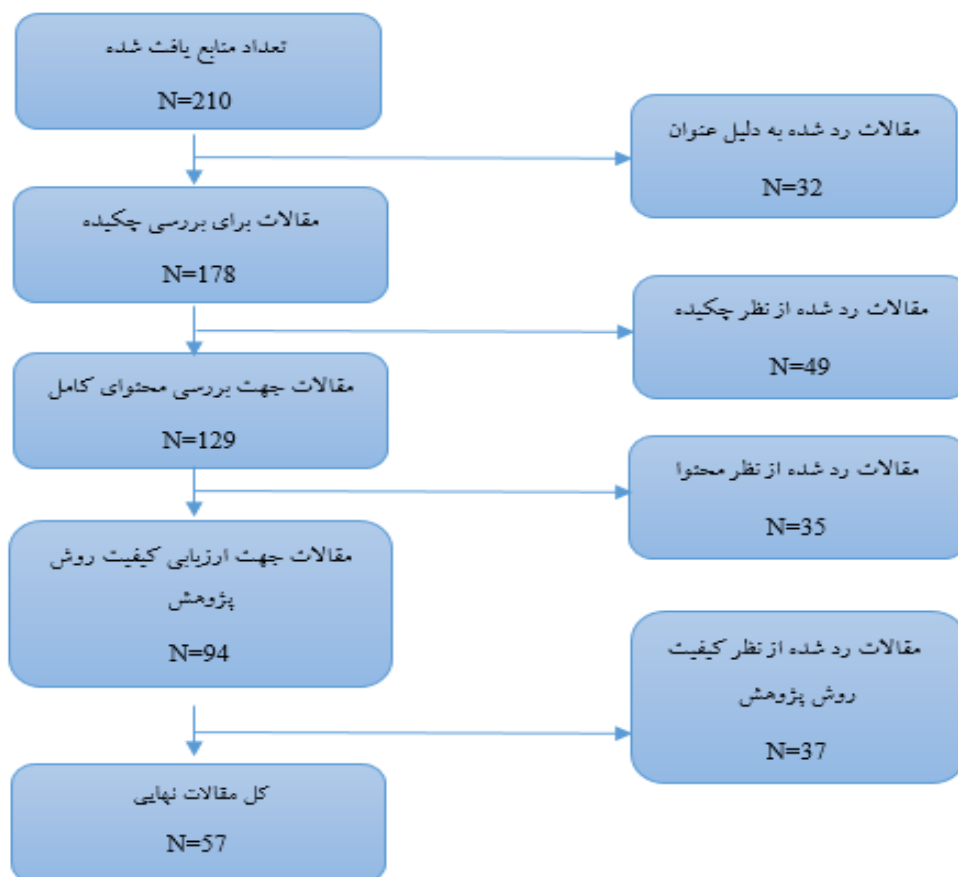 تعداد منابع یافت شده
N=210
مقالات رد شده به دلیل عنوان
N=32
مقالات برای بررسی چکیده
N=178
مقالات رد شده از نظر چکیده
N=49
مقالات جهت بررسی محتوای کامل
N=129
مقالات رد شده از نظر محتوا
N=35
مقالات جهت ارزیابی کیفیت روش
پژوهش
N=94
مقالات رد شده از نظر کیفیت
روش پژوهش
N=37
کل مقالات نهایی
N=57